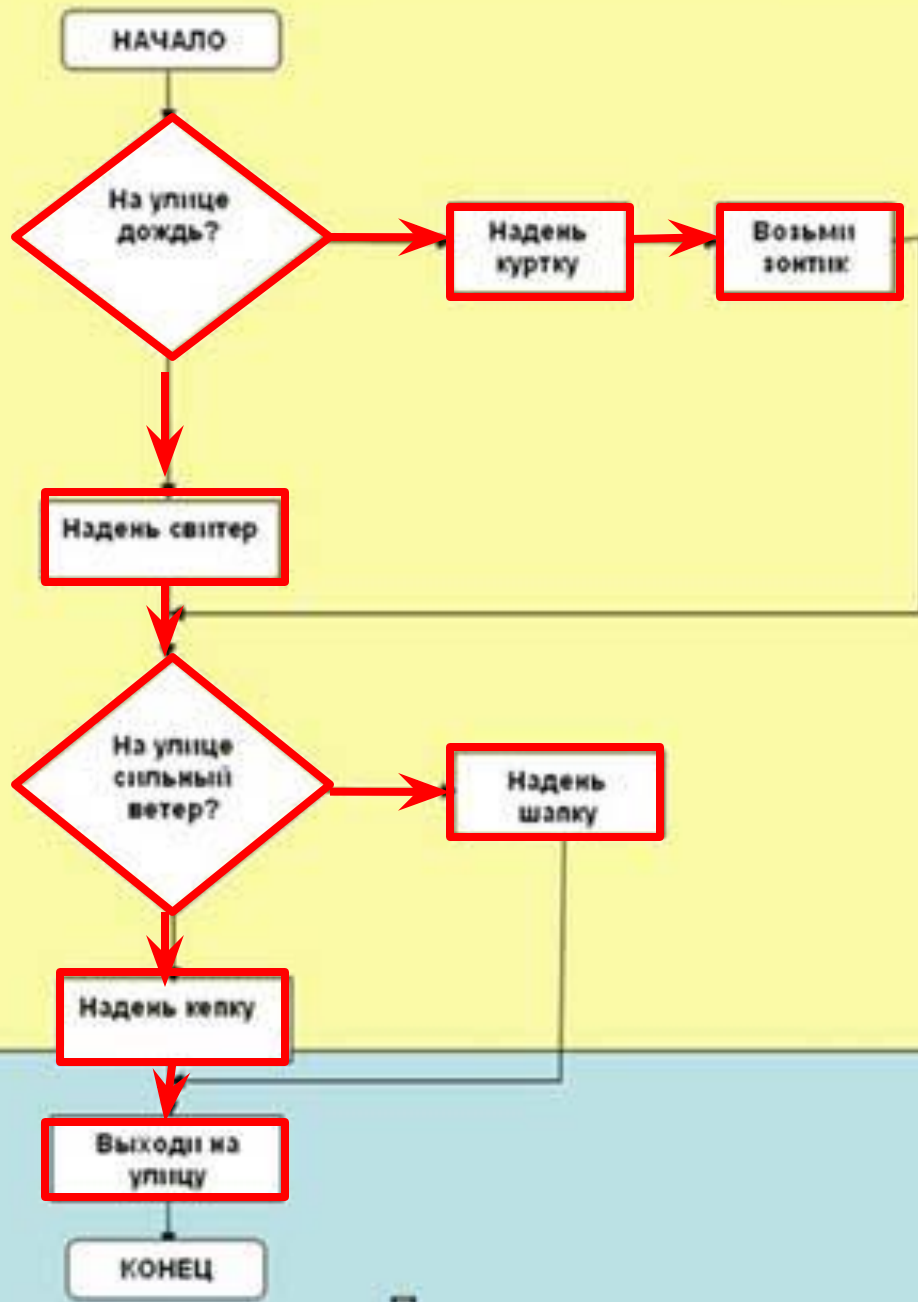 НАЧАЛО
На улице
дождь?
Надень
куртку
Возьми
зонтик
Надень свитер
На улице
сильный
ветер?
Надень
шапку
Надень кепку
Выходи на
улицу
КОНЕЦ